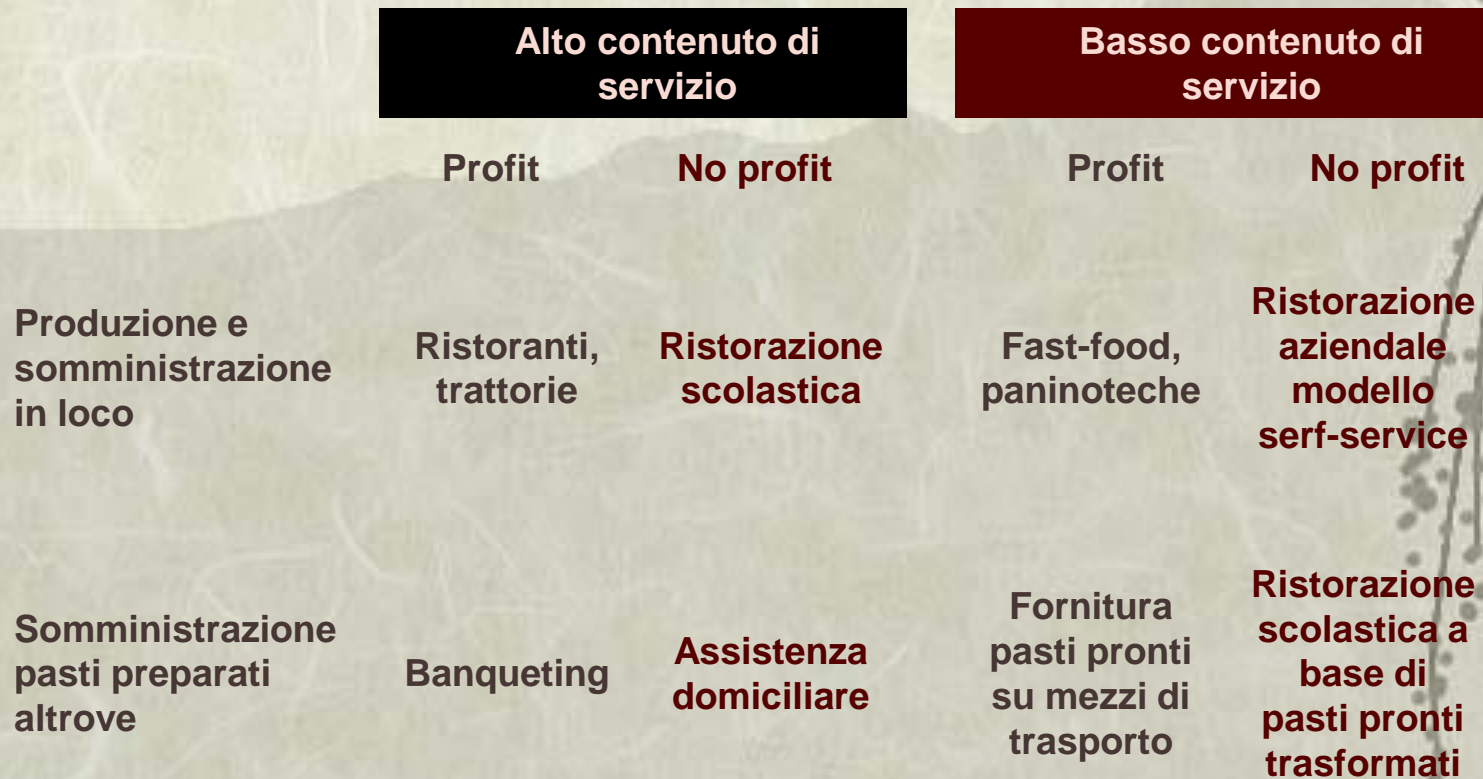 Alto contenuto di
servizio
Basso contenuto di
servizio
Profit
No profit
Profit
No profit
Produzione e
somministrazione
in loco
Ristoranti,
trattorie
Ristorazione
scolastica
Fast-food,
paninoteche
Ristorazione
aziendale
modello
serf-service
Somministrazione
pasti preparati
altrove
Banqueting
Assistenza
domiciliare
Fornitura
pasti pronti
su mezzi di
trasporto
Ristorazione
scolastica a
base di
pasti pronti
trasformati